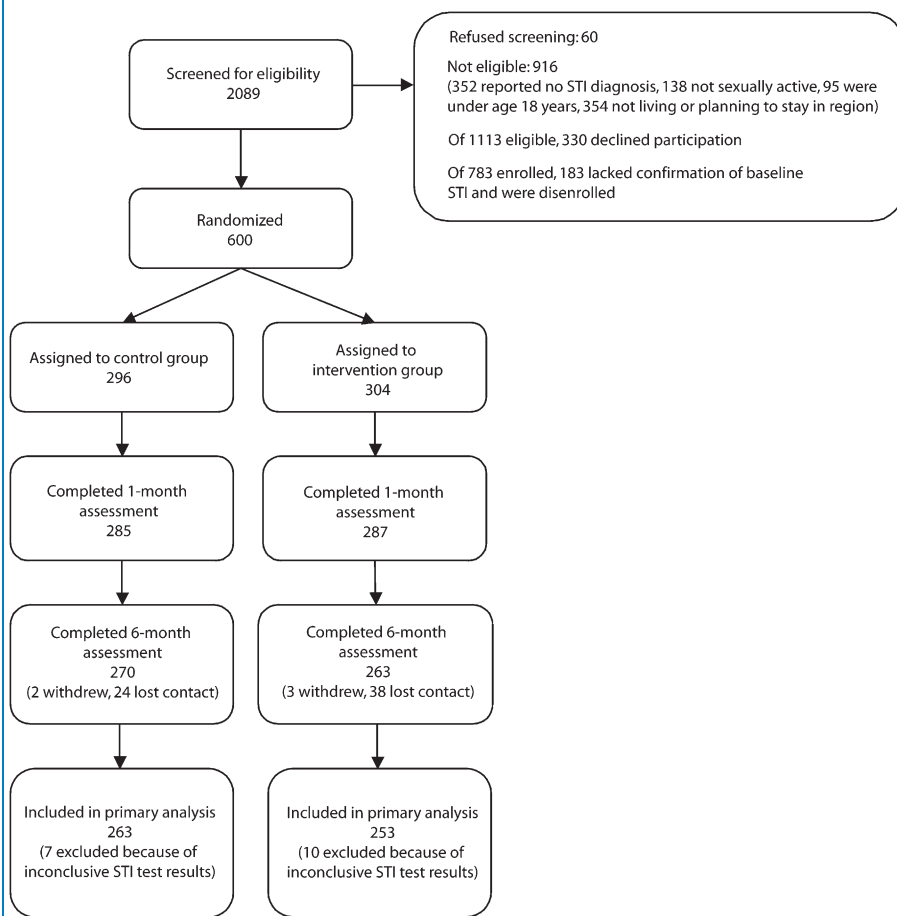 Screened for eligibility
2089
Refused screening: 60
Not eligible: 916
(352 reported no STI diagnosis, 138 not sexually active, 95 were
under age 18 years, 354 not living or planning to stay in region)
Of 1113 eligible, 330 declined participation
Of 783 enrolled, 183 lacked confirmation of baseline
STI and were disenrolled
Randomized
600
Assigned to control group
296
Assigned to
intervention group
304
Completed 1-month
assessment
285
Completed 1-month
assessment
287
Completed 6-month
assessment
270
(2 withdrew, 24 lost contact)
Completed 6-month
assessment
263
(3 withdrew, 38 lost contact)
Included in primary analysis
263
(7 excluded because of
inconclusive STI test results)
Included in primary analysis
253
(10 excluded because of
inconclusive STI test results)